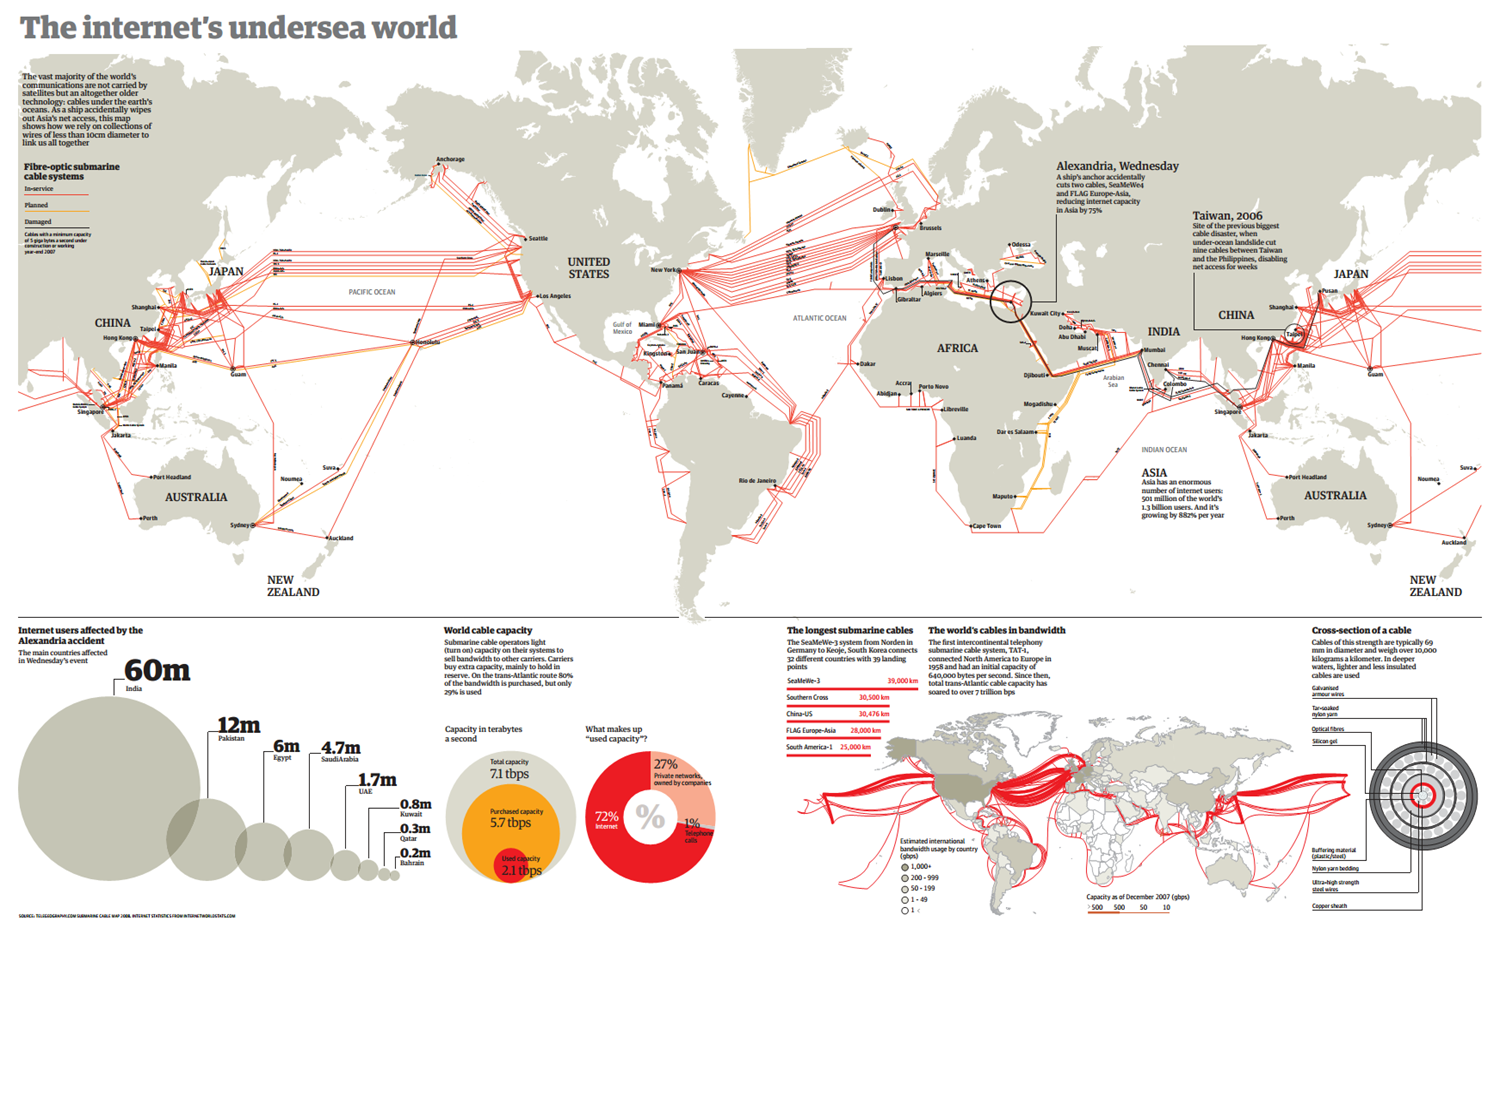 The internet's undersea world
The vast majority of the world's
communications are not carried by
satellites but an altogether older
technology: cables under the earth's
oceans. As a ship accidentally wipes
out Asia's net access, this map
shows how we rely on collections of
wires of less than 10cm diameter to
link us all together
Fibre-optic submarine
cable systems
In-service
Planned
Damaged
Cables with a minimum capacity
of 5 giga bytes a second under
construction or working
year-end 2007
Anchorage
Seattle
UNITED
STATES
Los Angeles
New York
JAPAN
PACIFIC OCEAN
Shanghai
CHINA
Taipei
Hong Kong
Honolulu
Manila
Guam
Singapore
Jakarta
Port Headland
AUSTRALIA
Perth
Sydney
Noumea
Suva
Auckland
NEW
ZEALAND
Gulf of
Mexico
Miami
Kingston
San Juan
Panamá
Caracas
Cayenne
Rio de Janeiro
ATLANTIC OCEAN
Dublin
Brussels
Marseille
Lisbon
Gibraltar
Algiers
Athens
Odessa
Alexandria, Wednesday
A ship's anchor accidentally
cuts two cables, SeaMeWe4
and FLAG Europe-Asia,
reducing internet capacity
in Asia by 75%
Taiwan, 2006
Site of the previous biggest
cable disaster, when
under-ocean landslide cut
nine cables between Taiwan
and the Philippines, disabling
net access for weeks
Kuwait City
Doha
Abu Dhabi
Muscat
INDIA
Mumbai
Chennai
Colombo
Arabian
Sea
AFRICA
Dakar
Accra
Abidjan
Porto Novo
Libreville
Luanda
Djibouti
Mogadishu
Dar es Salaam
Maputo
Cape Town
INDIAN OCEAN
ASIA
Asia has an enormous
number of internet users:
501 million of the world's
1.3 billion users. And it's
growing by 882% per year
JAPAN
Pusan
Shanghai
CHINA
Taipei
Hong Kong
Manila
Guam
Singapore
Jakarta
Port Headland
AUSTRALIA
Perth
Sydney
Noumea
Suva
Auckland
NEW
ZEALAND
Internet users affected by the
Alexandria accident
The main countries affected
in Wednesday's event
60m
India
12m
Pakistan
6m
Egypt
4.7m
SaudiArabia
1.7m
UAE
0.8m
Kuwait
0.3m
Qatar
0.2m
Bahrain
SOURCE: TELEGEOGRAPHY.COM SUBMARINE CABLE MAP 2008, INTERNET STATISTICS FROM INTERNETWORLDSTATS.COM
World cable capacity
Submarine cable operators light
(turn on) capacity on their systems to
sell bandwidth to other carriers. Carriers
buy extra capacity, mainly to hold in
reserve. On the trans-Atlantic route 80%
of the bandwidth is purchased, but only
29% is used
Capacity in terabytes
a second
Total capacity
7.1 tbps
Purchased capacity
5.7 tbps
Used capacity
2.1 tbps
What makes up
"used capacity"?
27%
Private networks,
owned by companies
72%
Internet
%
1%
Telephone
calls
The longest submarine cables
The SeaMeWe-3 system from Norden in
Germany to Keoje, South Korea connects
32 different countries with 39 landing
points
SeaMeWe-3 39,000 km
Southern Cross 30,500 km
China-US 30,476 km
FLAG Europe-Asia 28,000 km
South America-1 25,000 km
The world's cables in bandwidth
The first intercontinental telephony
submarine cable system, TAT-1,
connected North America to Europe in
1958 and had an initial capacity of
640,000 bytes per second. Since then,
total trans-Atlantic cable capacity has
soared to over 7 trillion bps
Estimated international
bandwidth usage by country
(gbps)
1,000+
200 - 999
50 - 199
1 - 49
1 <
Capacity as of December 2007 (gbps)
> 500 500 50 10
Cross-section of a cable
Cables of this strength are typically 69
mm in diameter and weigh over 10,000
kilograms a kilometer. In deeper
waters, lighter and less insulated
cables are used
Galvanised
armour wires
Tar-soaked
nylon yarn
Optical fibres
Silicon gel
Buffering material
(plastic/steel)
Nylon yarn bedding
Ultra-high strength
steel wires
Copper sheath